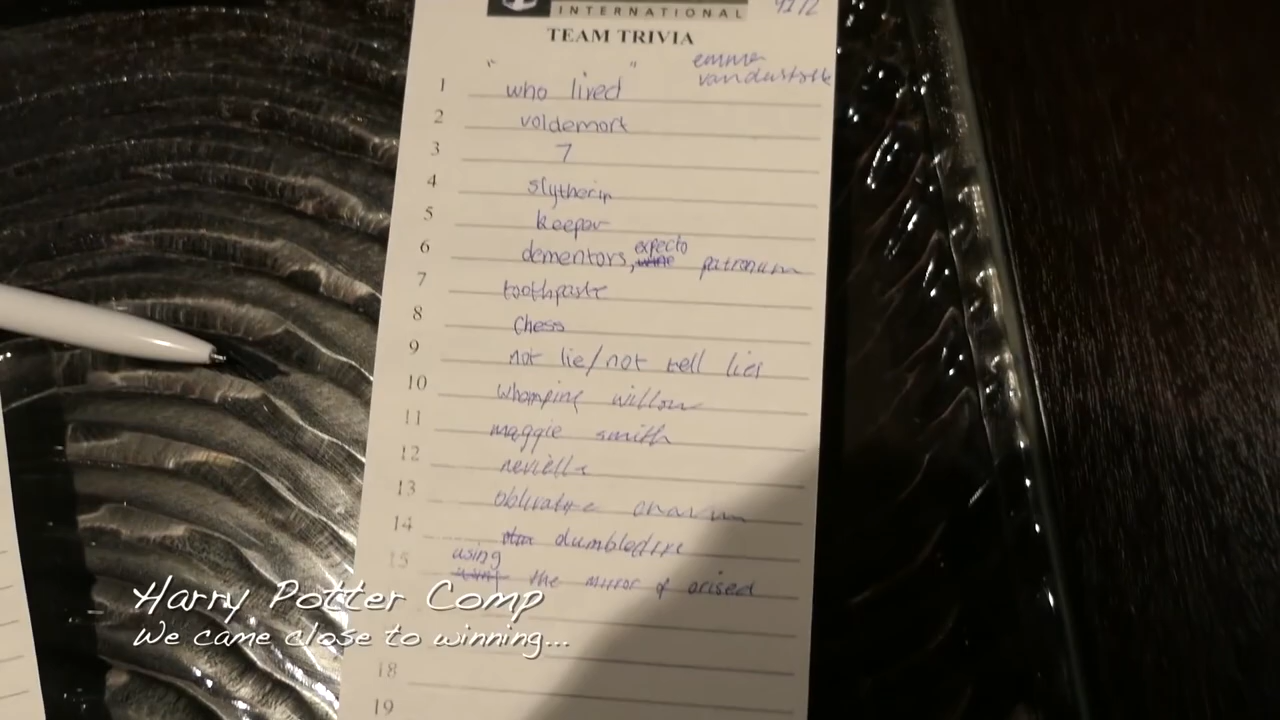 INTERNATIONAL
TEAM TRIVIA
emma
1 "who lived"
2 voldemort
3 7
4 slytherin
5 keeper
6 dementors, expecto patronum
7 toothpaste
8 chess
9 not lie/not tell lies
10 whomping willow
11 maggie smith
12 neville
13 charm
14 dumbledore
15 using the mirror of erised
18
19
Harry Potter Comp
We came close to winning...